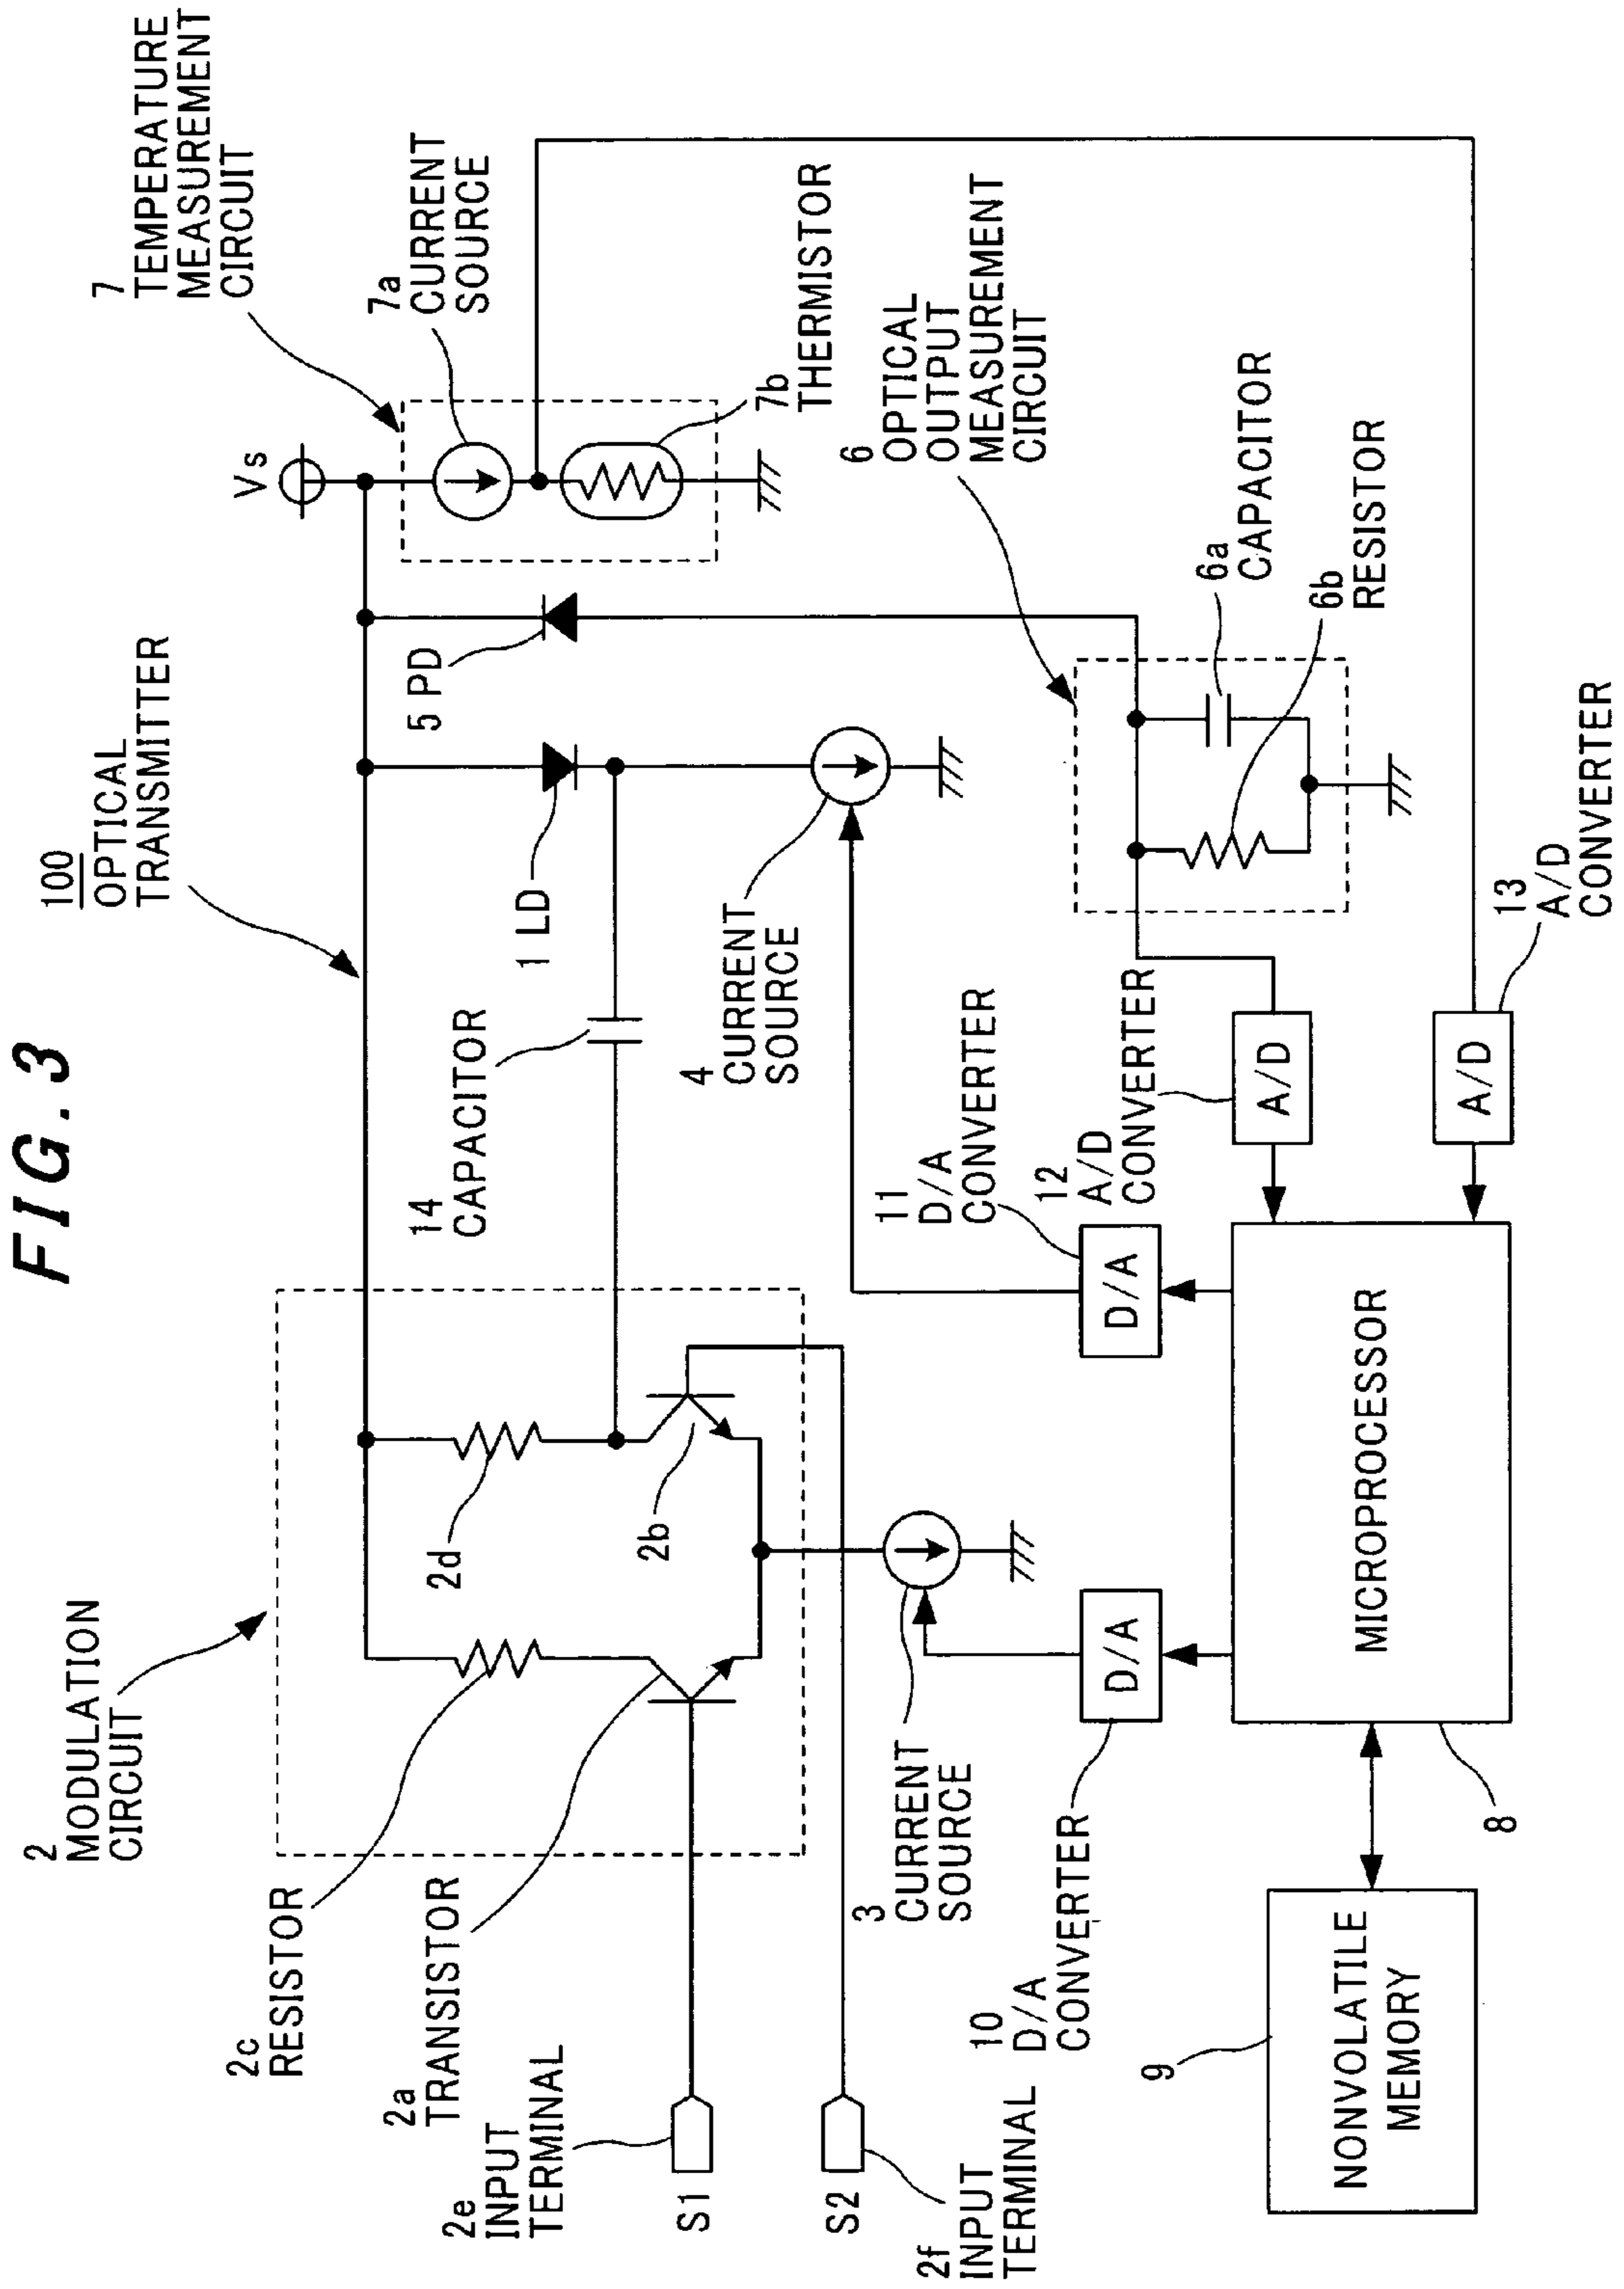 FIG.3
100
OPTICAL
TRANSMITTER
2
MODULATION
CIRCUIT
2c
RESISTOR
2a
TRANSISTOR
2e
INPUT
TERMINAL
S1
S2
2f
INPUT
TERMINAL
2d
2b
14
CAPACITOR
1 LD
5 PD
Vs
7
TEMPERATURE
MEASUREMENT
CIRCUIT
7a
CURRENT
SOURCE
7b
THERMISTOR
4
CURRENT
SOURCE
3
CURRENT
SOURCE
6
OPTICAL
OUTPUT
MEASUREMENT
CIRCUIT
6a
CAPACITOR
6b
RESISTOR
10
D/A
CONVERTER
D/A
11
D/A
CONVERTER
D/A
12
A/D
CONVERTER
A/D
13
A/D
CONVERTER
A/D
MICROPROCESSOR
8
9
NONVOLATILE
MEMORY